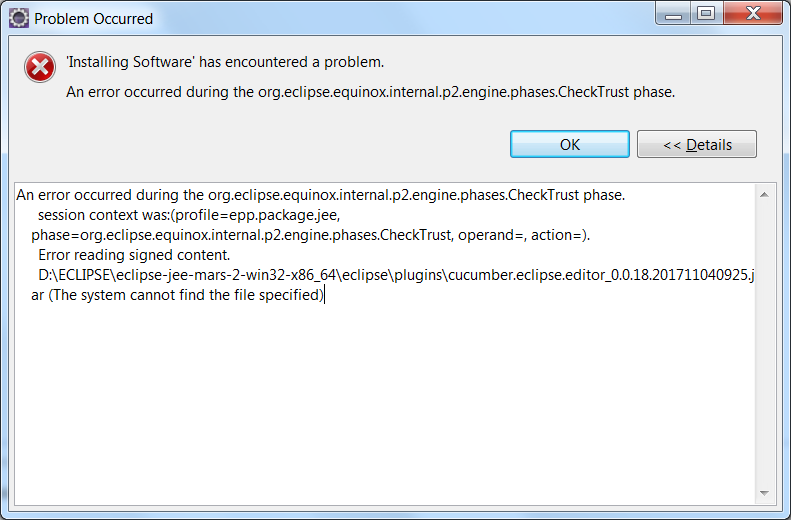 Problem Occurred
'Installing Software' has encountered a problem.
An error occurred during the org.eclipse.equinox.internal.p2.engine.phases.CheckTrust phase.
OK
<< Details
An error occurred during the org.eclipse.equinox.internal.p2.engine.phases.CheckTrust phase.
session context was:(profile=epp.package.jee,
phase=org.eclipse.equinox.internal.p2.engine.phases.CheckTrust, operand=, action=).
Error reading signed content.
D:\ECLIPSE\eclipse-jee-mars-2-win32-x86_64\eclipse\plugins\cucumber.eclipse.editor_0.0.18.201711040925.j
ar (The system cannot find the file specified)